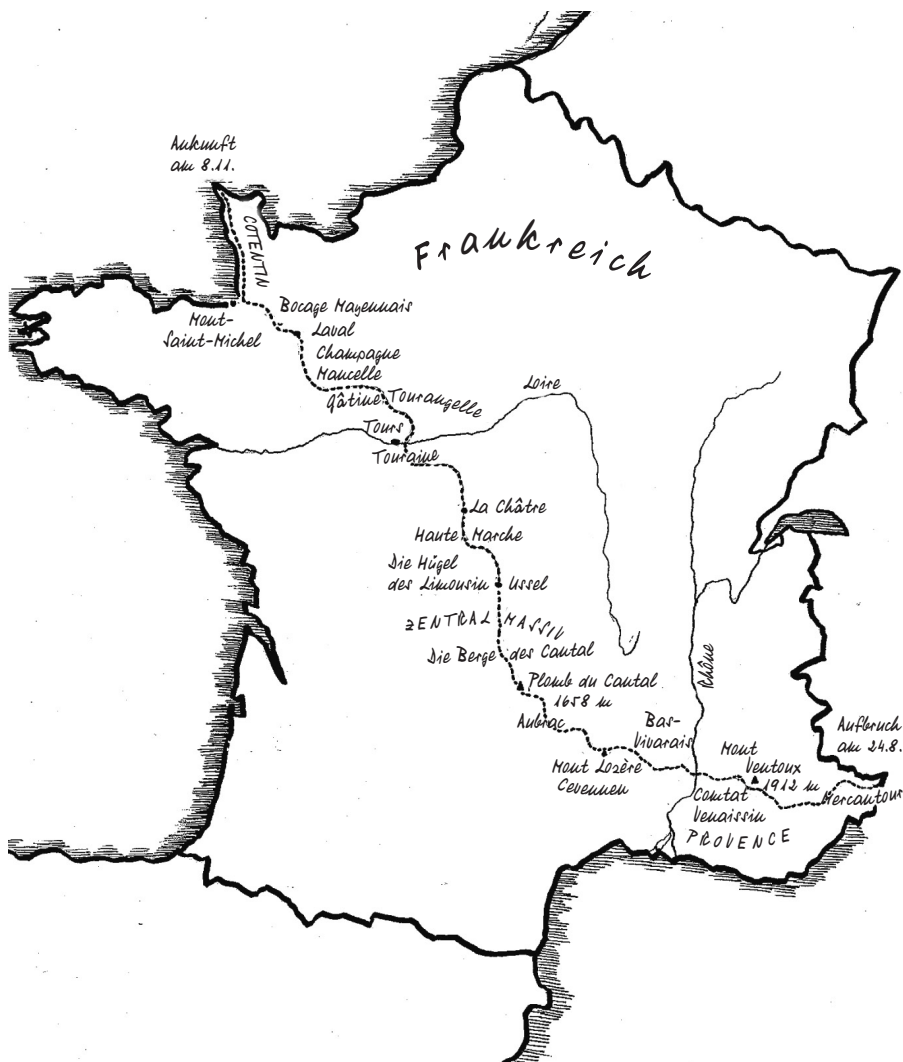 Ankunft
am 8.11.
COTENTIN
Frankreich
Mont-
Saint-Michel
Bocage Mayennais
Laval
Champagne
Mancelle
Gâtine Tourangelle
Loire
Tours
Touraine
La Châtre
Haute Marche
Die Hügel
des Limousin
Ussel
ZENTRALMASSIV
Die Berge des Cantal
Plomb du Cantal
1658 m
Rhône
Aubrac
Bas-
Vivarais
Mont Lozère
Cevennen
Mont
Ventoux
1912 m
Aufbruch
am 24.8.
Mercantour
Comtat
Venaissin
PROVENCE